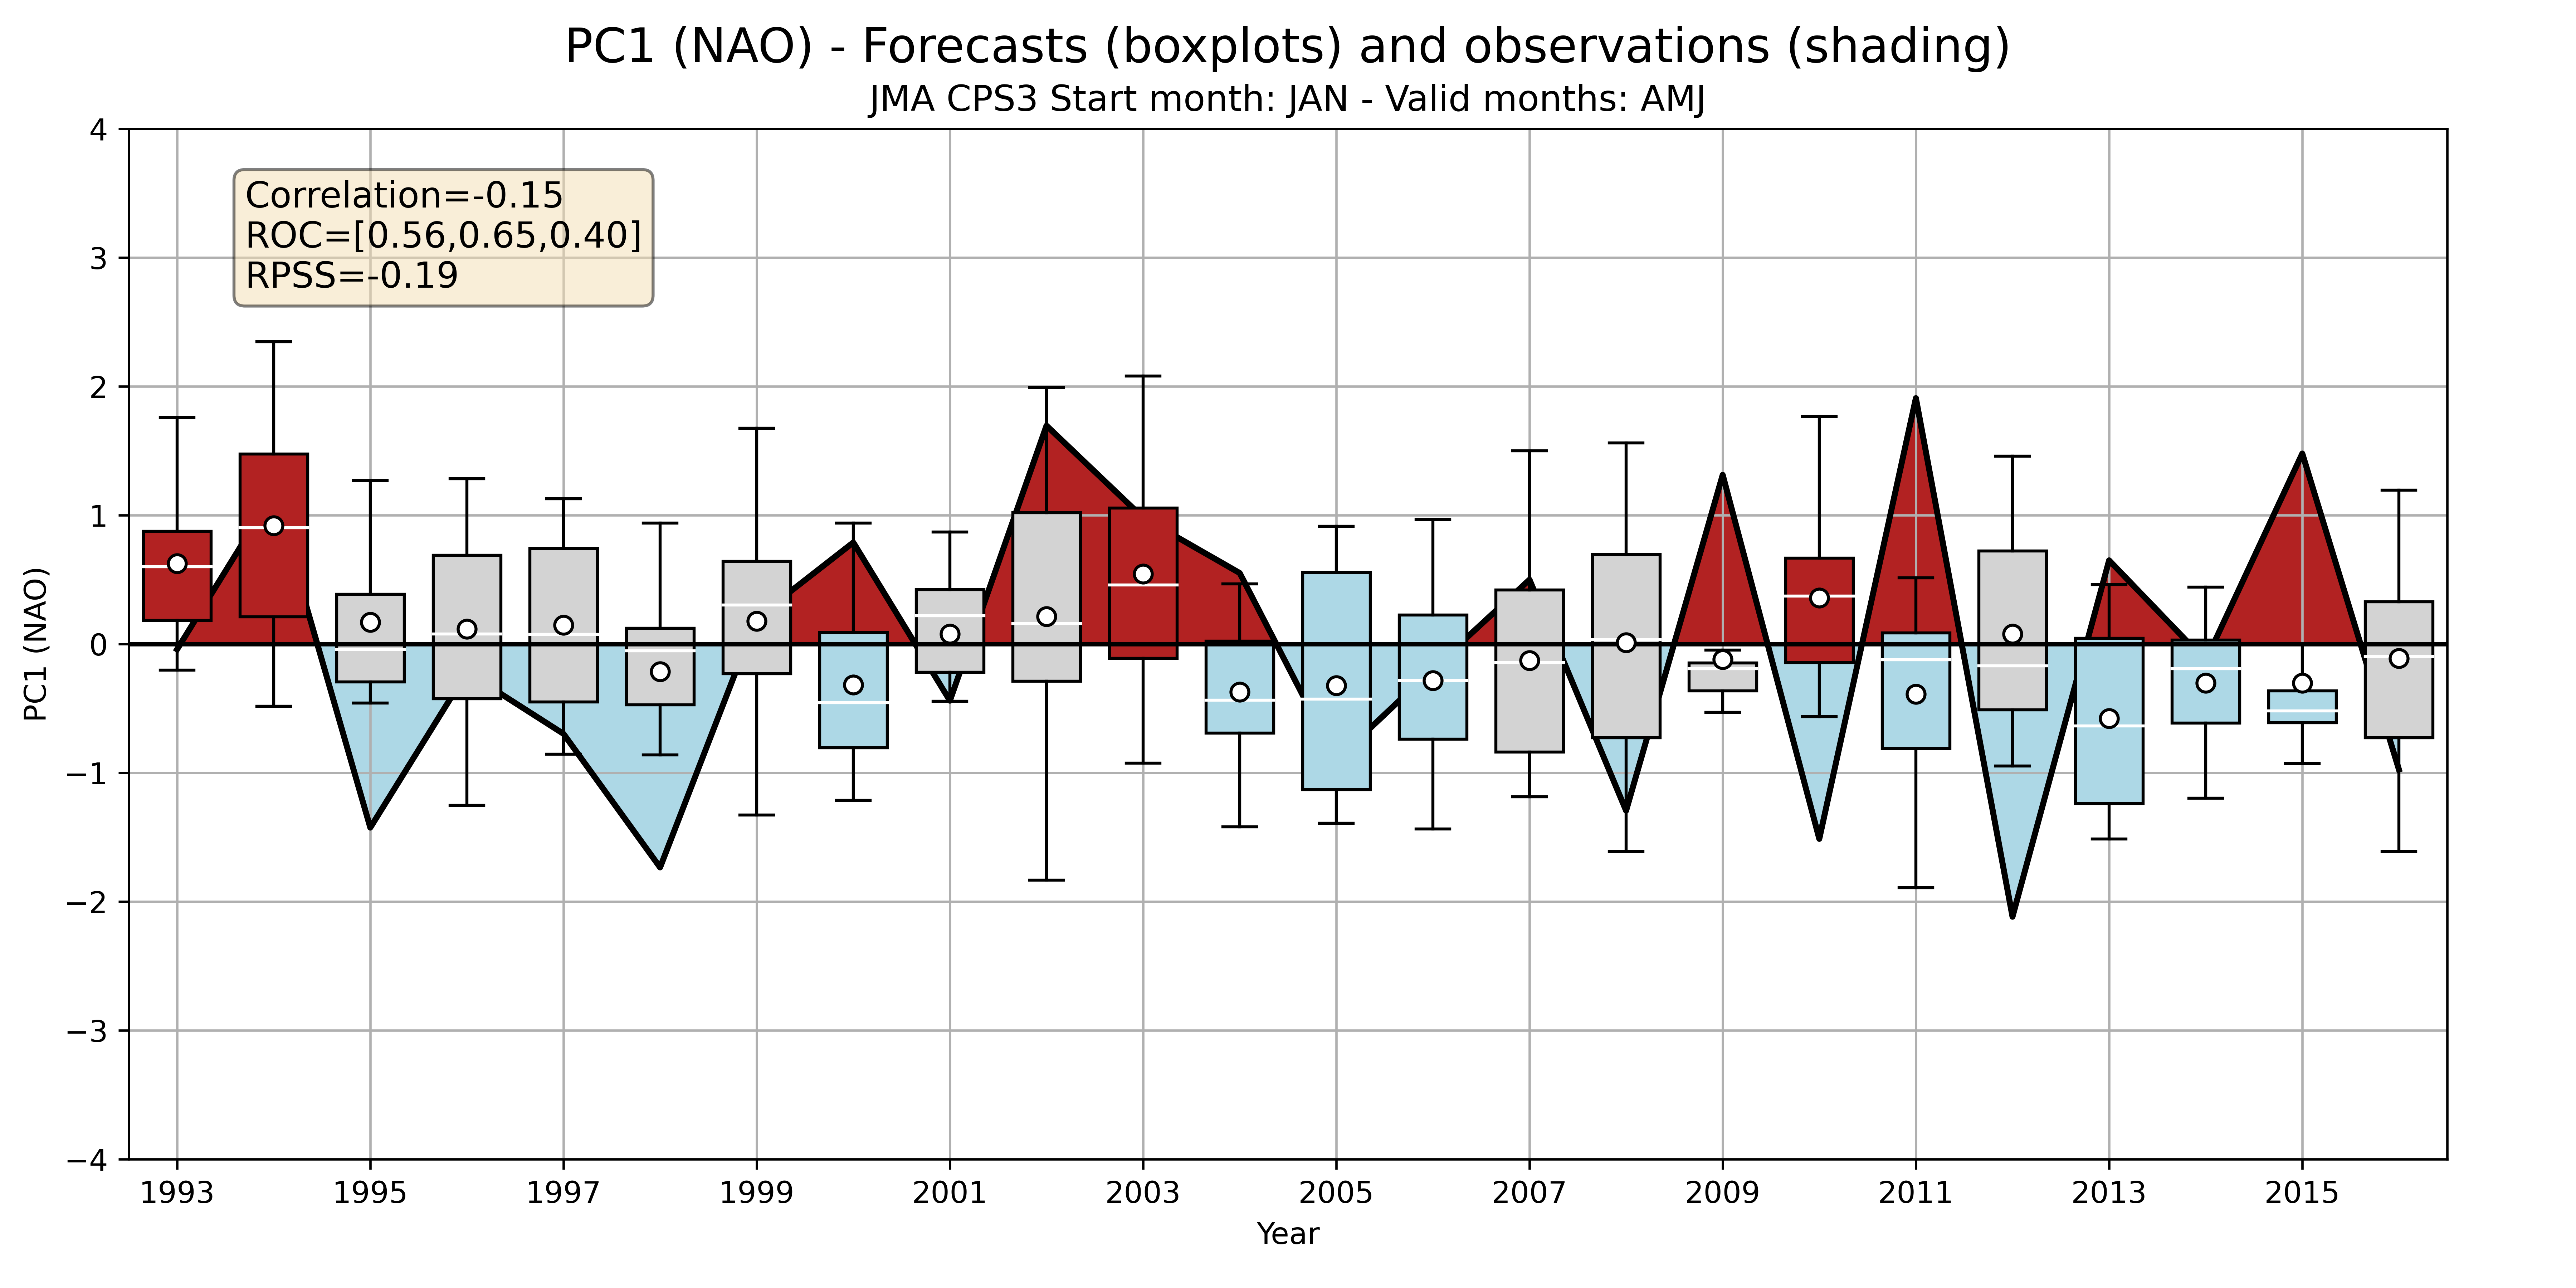 PC1 (NAO) - Forecasts (boxplots) and observations (shading)
JMA CPS3 Start month: JAN - Valid months: AMJ
Correlation=-0.15
ROC=[0.56,0.65,0.40]
RPSS=-0.19
PC1 (NAO)
4
3
2
1
0
−1
−2
−3
−4
1993 1995 1997 1999 2001 2003 2005 2007 2009 2011 2013 2015
Year